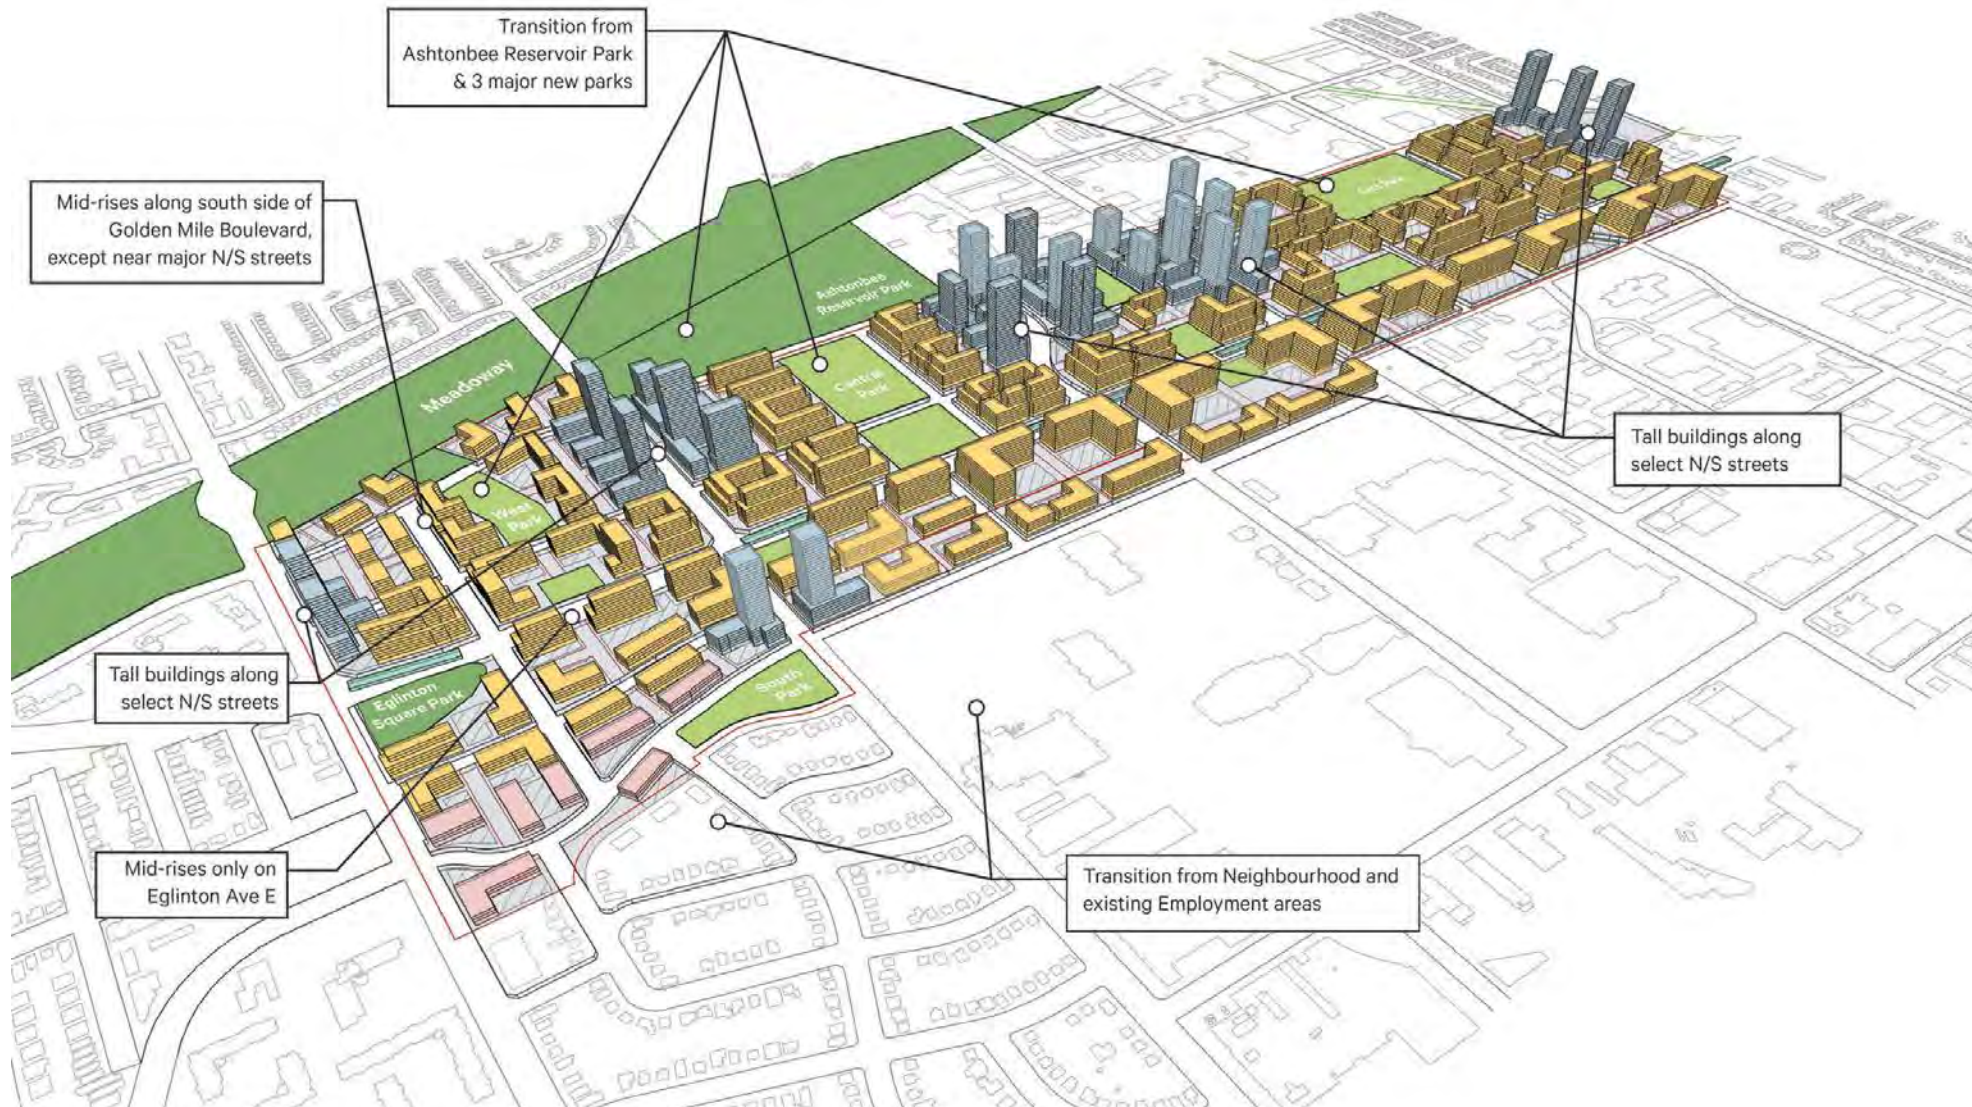 Transition from
Ashtonbee Reservoir Park
& 3 major new parks
Mid-rises along south side of
Golden Mile Boulevard,
except near major N/S streets
Ashtonbee
Reservoir Park
Meadoway
Central
Park
East Park
West
Park
Tall buildings along
select N/S streets
Tall buildings along
select N/S streets
Eglinton
Square Park
South
Park
Mid-rises only on
Eglinton Ave E
Transition from Neighbourhood and
existing Employment areas